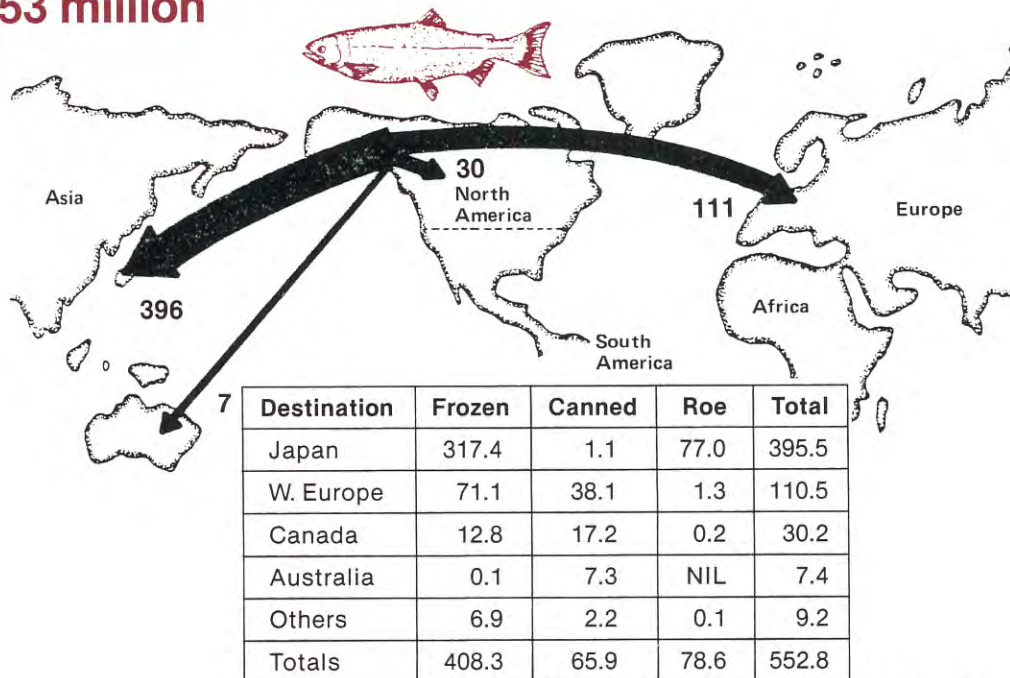 53 million
Asia
30
North
America
111
Europe
396
Africa
South
America
7
Destination Frozen Canned Roe Total
Japan 317.4 1.1 77.0 395.5
W. Europe 71.1 38.1 1.3 110.5
Canada 12.8 17.2 0.2 30.2
Australia 0.1 7.3 NIL 7.4
Others 6.9 2.2 0.1 9.2
Totals 408.3 65.9 78.6 552.8